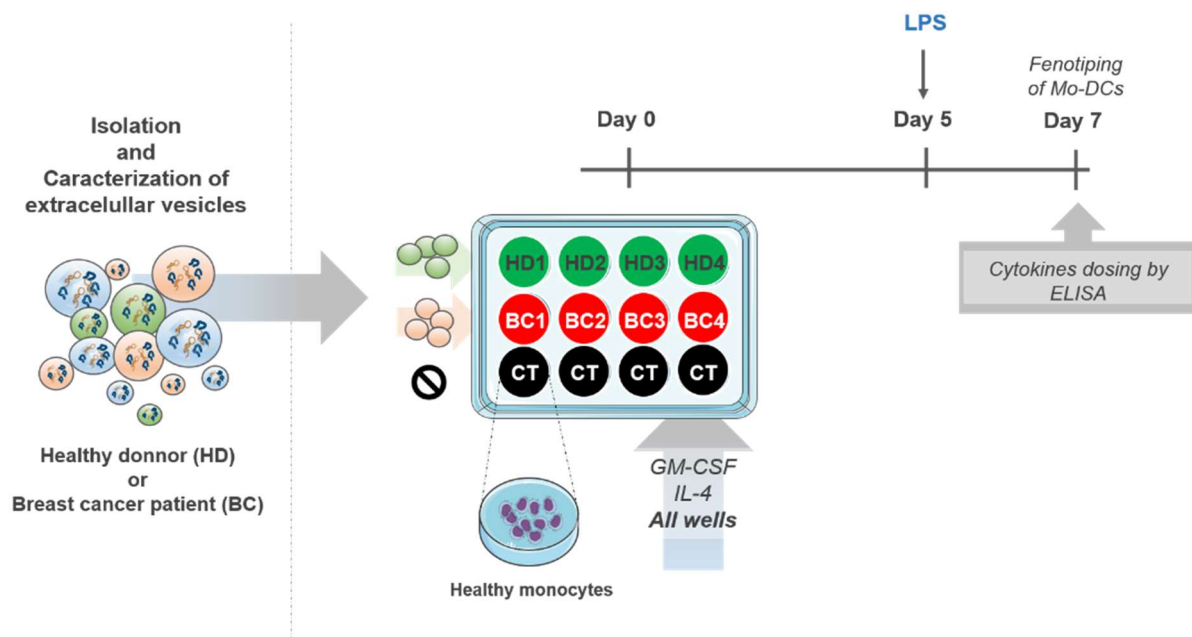 Isolation
and
Caracterization of
extracelullar vesicles
Healthy donnor (HD)
or
Breast cancer patient (BC)
LPS
Fenotiping
of Mo-DCs
Day 0
Day 5
Day 7
HD1 HD2 HD3 HD4
BC1 BC2 BC3 BC4
CT CT CT CT
Cytokines dosing by
ELISA
GM-CSF
IL-4
All wells
Healthy monocytes